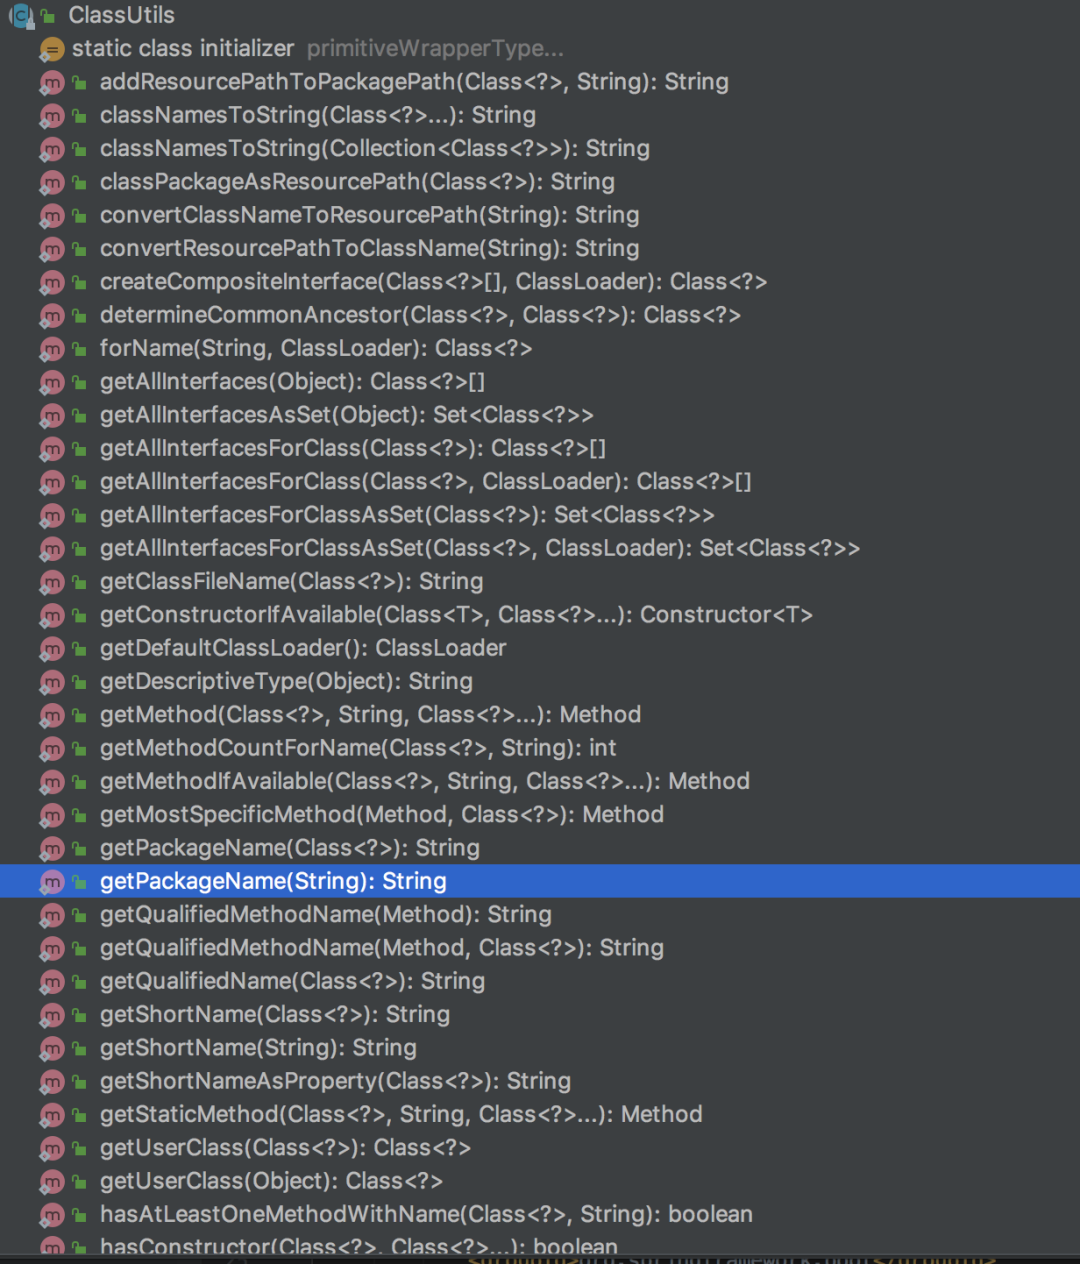 ClassUtils
static class initializer primitiveWrapperType...
addResourcePathToPackagePath(Class<?>, String): String
classNamesToString(Class<?>...): String
classNamesToString(Collection<Class<?>>): String
classPackageAsResourcePath(Class<?>): String
convertClassNameToResourcePath(String): String
convertResourcePathToClassName(String): String
createCompositeInterface(Class<?>[], ClassLoader): Class<?>
determineCommonAncestor(Class<?>, Class<?>): Class<?>
forName(String, ClassLoader): Class<?>
getAllInterfaces(Object): Class<?>[]
getAllInterfacesAsSet(Object): Set<Class<?>>
getAllInterfacesForClass(Class<?>): Class<?>[]
getAllInterfacesForClass(Class<?>, ClassLoader): Class<?>[]
getAllInterfacesForClassAsSet(Class<?>): Set<Class<?>>
getAllInterfacesForClassAsSet(Class<?>, ClassLoader): Set<Class<?>>
getClassFileName(Class<?>): String
getConstructorIfAvailable(Class<T>, Class<?>...): Constructor<T>
getDefaultClassLoader(): ClassLoader
getDescriptiveType(Object): String
getMethod(Class<?>, String, Class<?>...): Method
getMethodCountForName(Class<?>, String): int
getMethodIfAvailable(Class<?>, String, Class<?>...): Method
getMostSpecificMethod(Method, Class<?>): Method
getPackageName(Class<?>): String
getPackageName(String): String
getQualifiedMethodName(Method): String
getQualifiedMethodName(Method, Class<?>): String
getQualifiedName(Class<?>): String
getShortName(Class<?>): String
getShortName(String): String
getShortNameAsProperty(Class<?>): String
getStaticMethod(Class<?>, String, Class<?>...): Method
getUserClass(Class<?>): Class<?>
getUserClass(Object): Class<?>
hasAtLeastOneMethodWithName(Class<?>, String): boolean
hasConstructor(Class<?>, Class<?>...): boolean